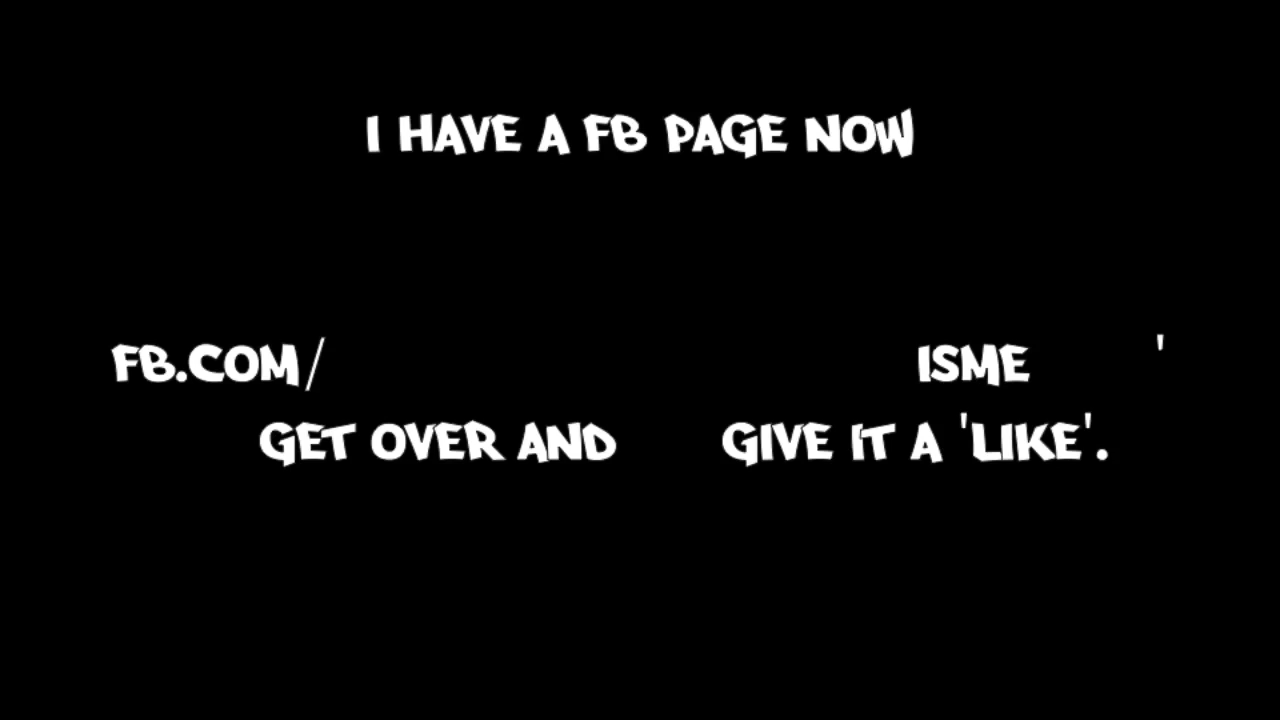 I HAVE A FB PAGE NOW
FB.COM/ ISME '
GET OVER AND GIVE IT A 'LIKE'.